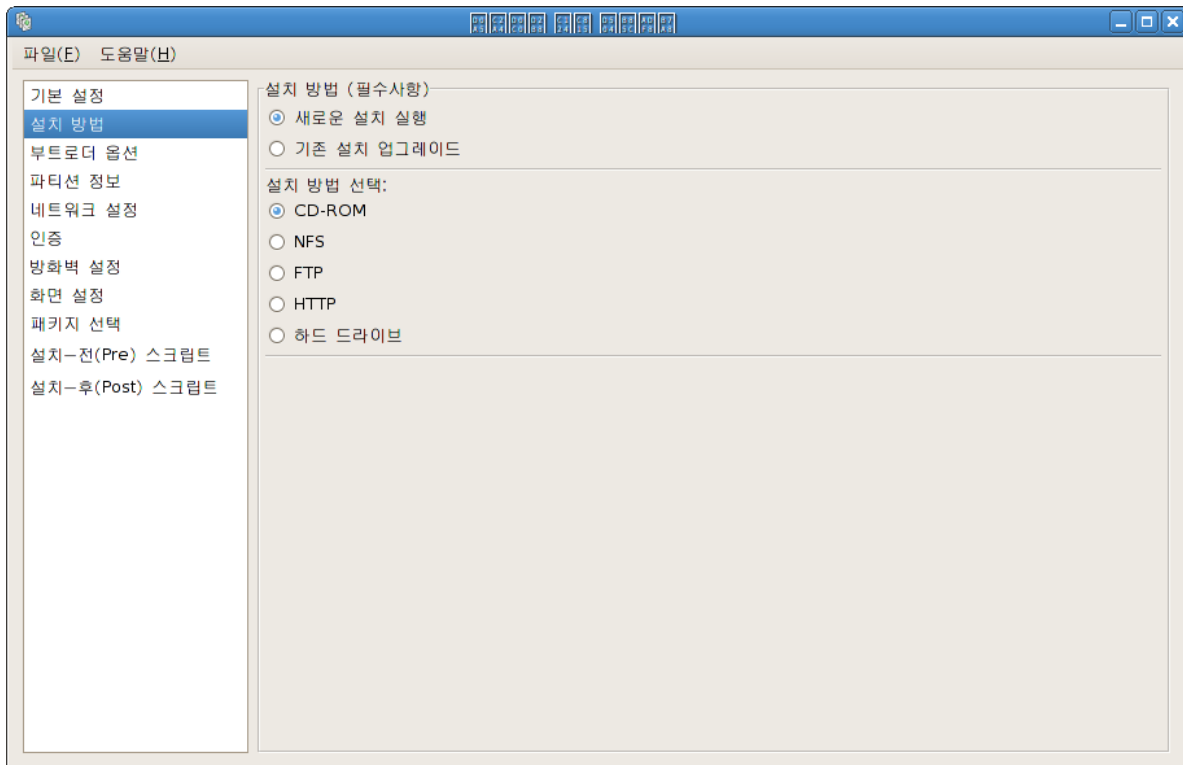 파일(F) 도움말(H)
기본 설정
설치 방법
부트로더 옵션
파티션 정보
네트워크 설정
인증
방화벽 설정
화면 설정
패키지 선택
설치-전(Pre) 스크립트
설치-후(Post) 스크립트
설치 방법 (필수사항)
새로운 설치 실행
기존 설치 업그레이드
설치 방법 선택:
CD-ROM
NFS
FTP
HTTP
하드 드라이브